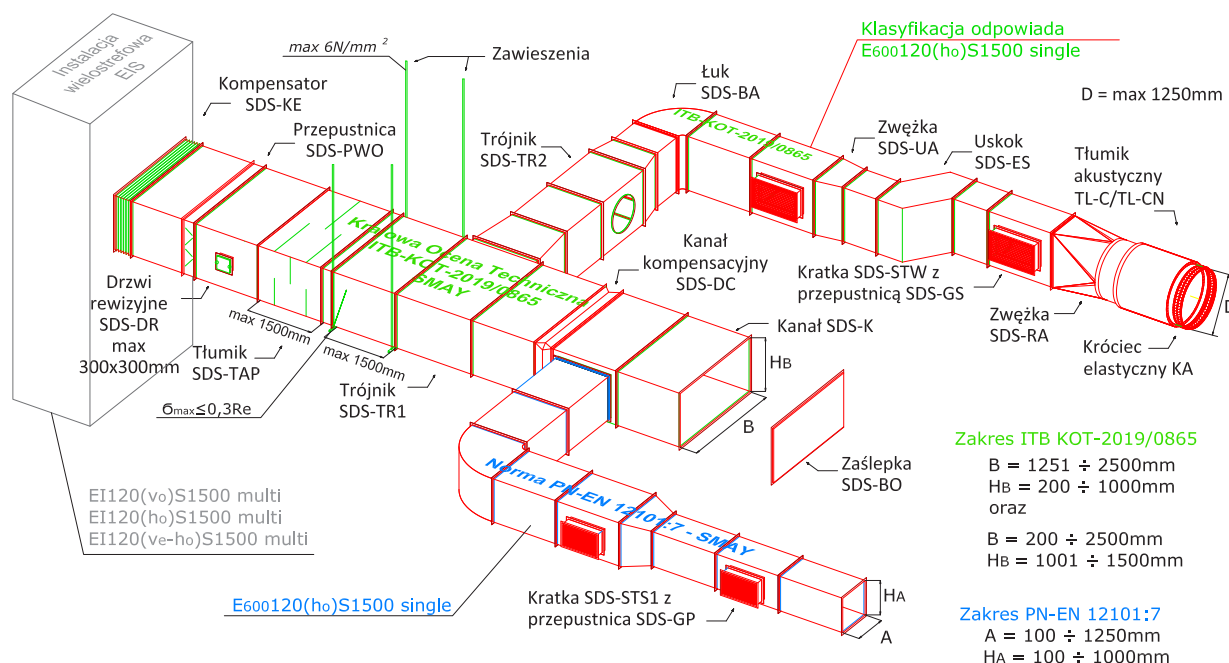 Instalacja
wielostrefowa
EIS
Kompensator
SDS-KE
Przepustnica
SDS-PWO
max 6N/mm 2
Zawieszenia
Trójnik
SDS-TR2
Łuk
SDS-BA
Klasyfikacja odpowiada
E600120(ho)S1500 single
D = max 1250mm
Zwężka
SDS-UA
Uskok
SDS-ES
Tłumik
akustyczny
TL-C/TL-CN
ITB-KOT-2019/0865
Krajowa Ocena Techniczna
ITB-KOT-2019/0865
SMAY
Kanał
kompensacyjny
SDS-DC
Kratka SDS-STW z
przepustnicą SDS-GS
Zwężka
SDS-RA
D
Króciec
elastyczny KA
Kanał SDS-K
Drzwi
rewizyjne
SDS-DR
max
300x300mm
max 1500mm
Tłumik
SDS-TAP
max 1500mm
Trójnik
SDS-TR1
σmax≤0,3Re
HB
B
Zaślepka
SDS-BO
EI120(vo)S1500 multi
EI120(ho)S1500 multi
EI120(ve-ho)S1500 multi
Norma PN-EN 12101:7 - SMAY
E600120(ho)S1500 single
Kratka SDS-STS1 z
przepustnica SDS-GP
HA
A
Zakres ITB KOT-2019/0865
B = 1251 ÷ 2500mm
HB = 200 ÷ 1000mm
oraz
B = 200 ÷ 2500mm
HB = 1001 ÷ 1500mm
Zakres PN-EN 12101:7
A = 100 ÷ 1250mm
HA = 100 ÷ 1000mm